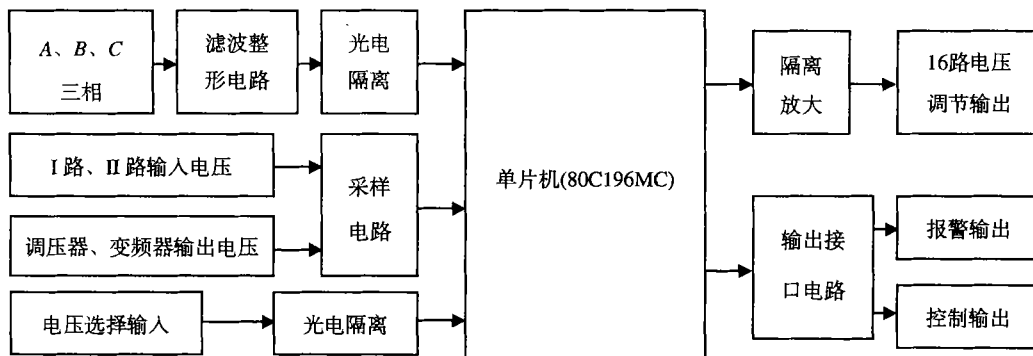 A、B、C
三相
滤波整
形电路
光电
隔离
I 路、II 路输入电压
调压器、变频器输出电压
采样
电路
电压选择输入
光电隔离
单片机(80C196MC)
隔离
放大
16路电压
调节输出
输出接
口电路
报警输出
控制输出